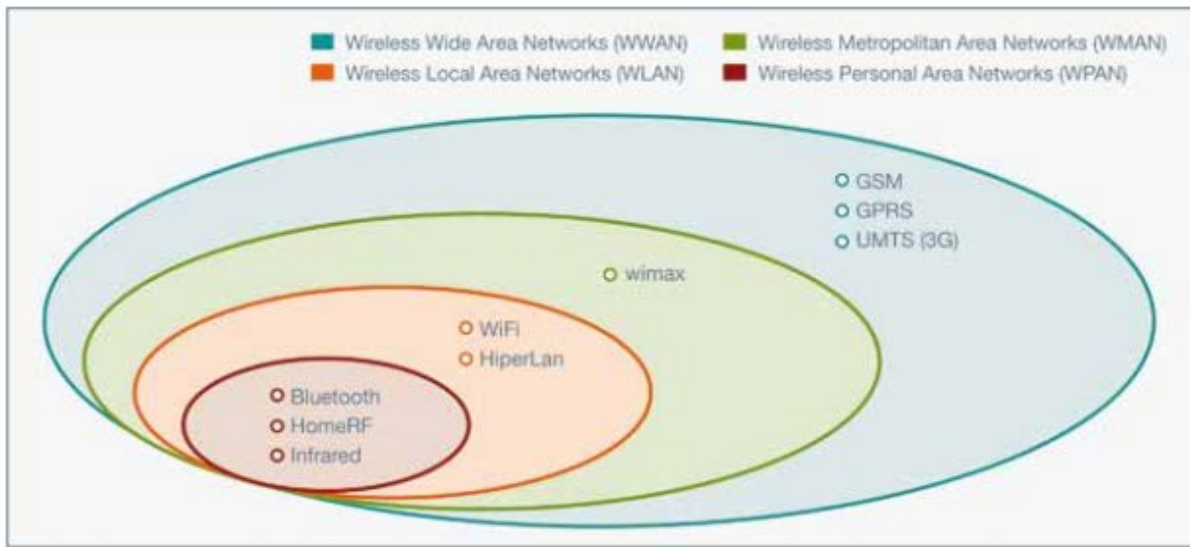 Wireless Wide Area Networks (WWAN)
Wireless Metropolitan Area Networks (WMAN)
Wireless Local Area Networks (WLAN)
Wireless Personal Area Networks (WPAN)
GSM
GPRS
UMTS (3G)
wimax
WiFi
HiperLan
Bluetooth
HomeRF
Infrared